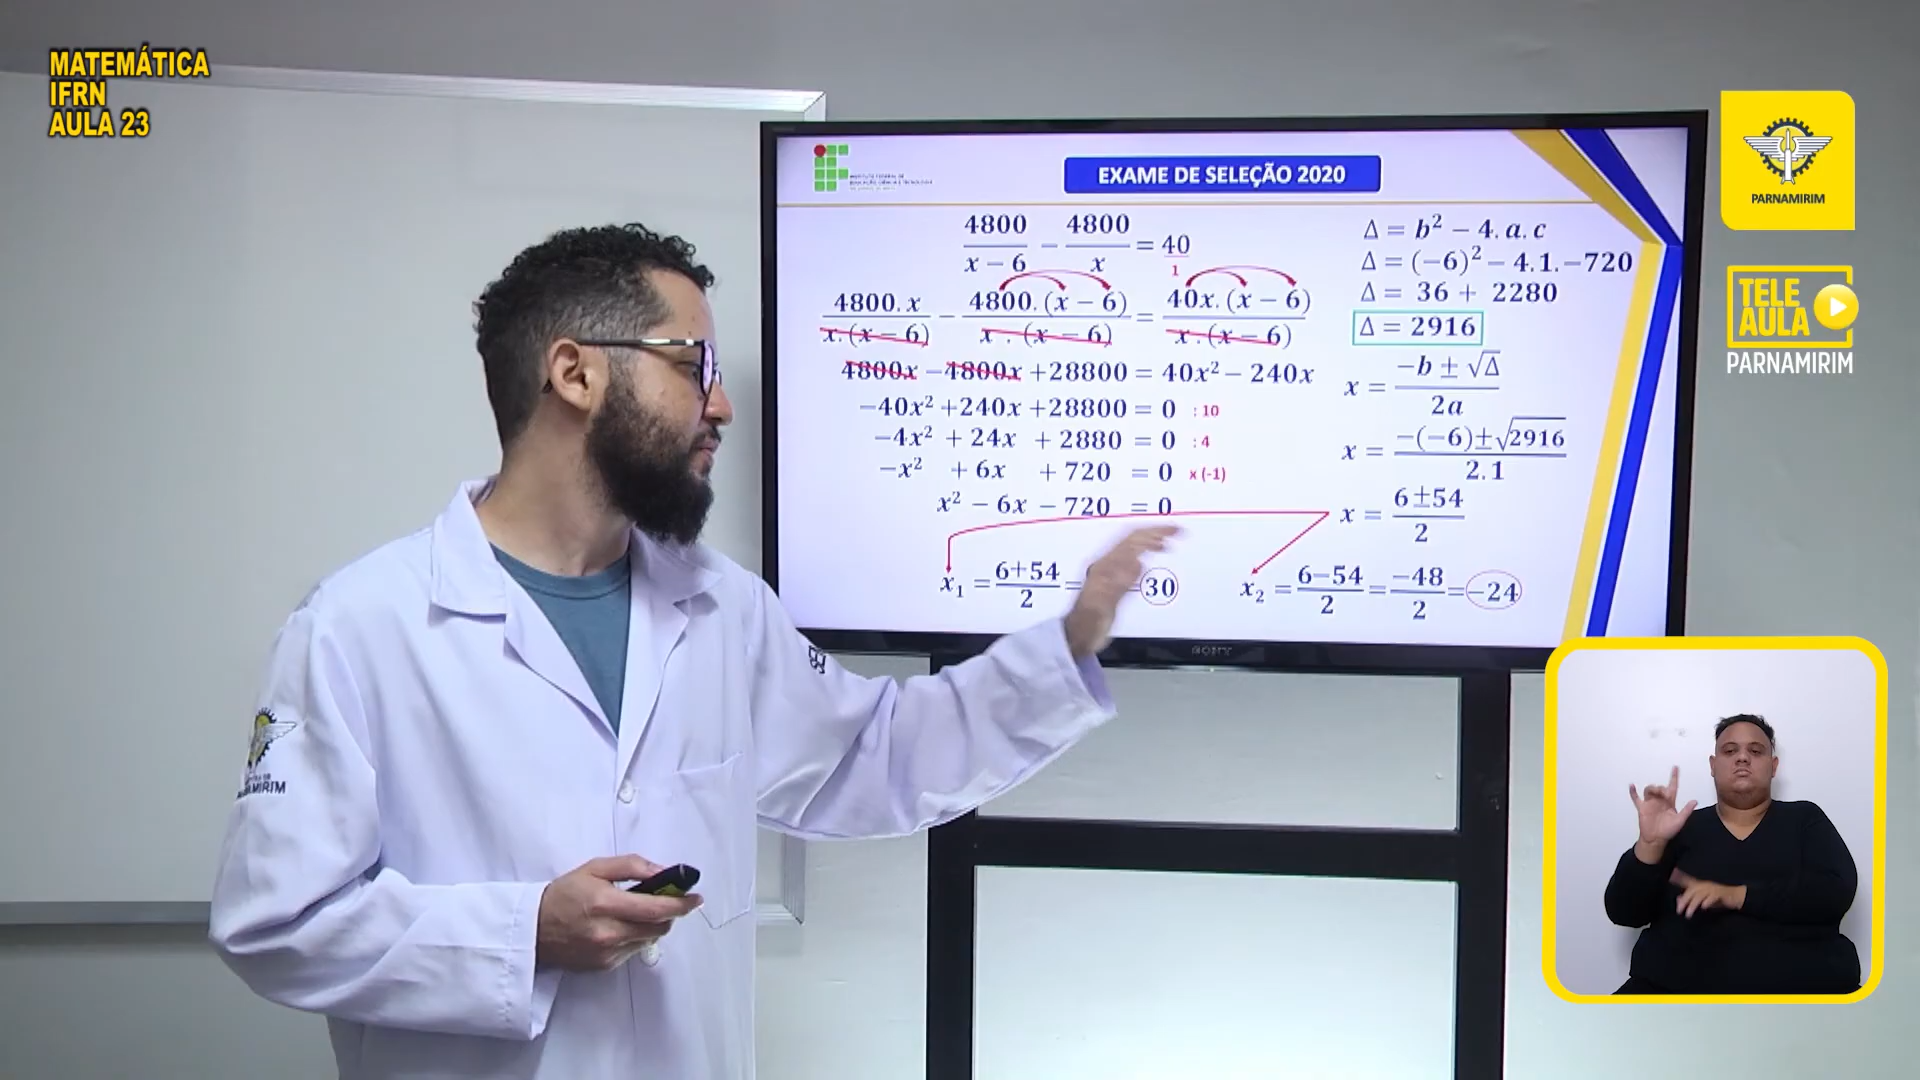 MATEMÁTICA
IFRN
AULA 23
EXAME DE SELEÇÃO 2020
4800/(x − 6) − 4800/x = 40/1
4800.x/(x.(x − 6)) − 4800.(x − 6)/(x.(x − 6)) = 40x.(x − 6)/(x.(x − 6))
4800x −4800x +28800 = 40x² − 240x
−40x² +240x +28800 = 0 :10
−4x² + 24x + 2880 = 0 :4
−x² + 6x + 720 = 0 x (-1)
x² − 6x − 720 = 0
x₁ = (6+54)/2 = 30
Δ = b² − 4.a.c
Δ = (−6)² − 4.1.−720
Δ = 36 + 2280
Δ = 2916
x = (−b ± √Δ)/2a
x = (−(−6)±√2916)/2.1
x = (6±54)/2
x₂ = (6−54)/2 = −48/2 = −24
SONY
PARNAMIRIM
TELE
AULA
PARNAMIRIM